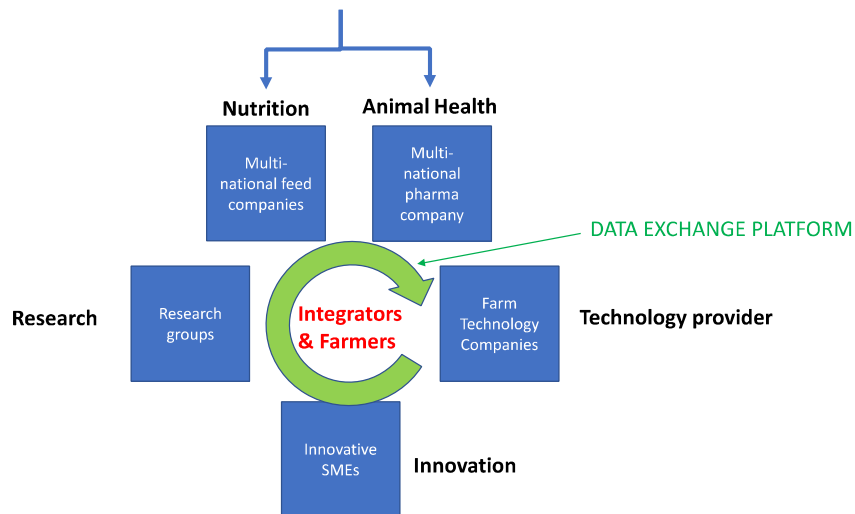 Nutrition
Animal Health
Multi-
national feed
companies
Multi-
national
pharma
company
DATA EXCHANGE PLATFORM
Research
Research
groups
Integrators
& Farmers
Farm
Technology
Companies
Technology provider
Innovative
SMEs
Innovation